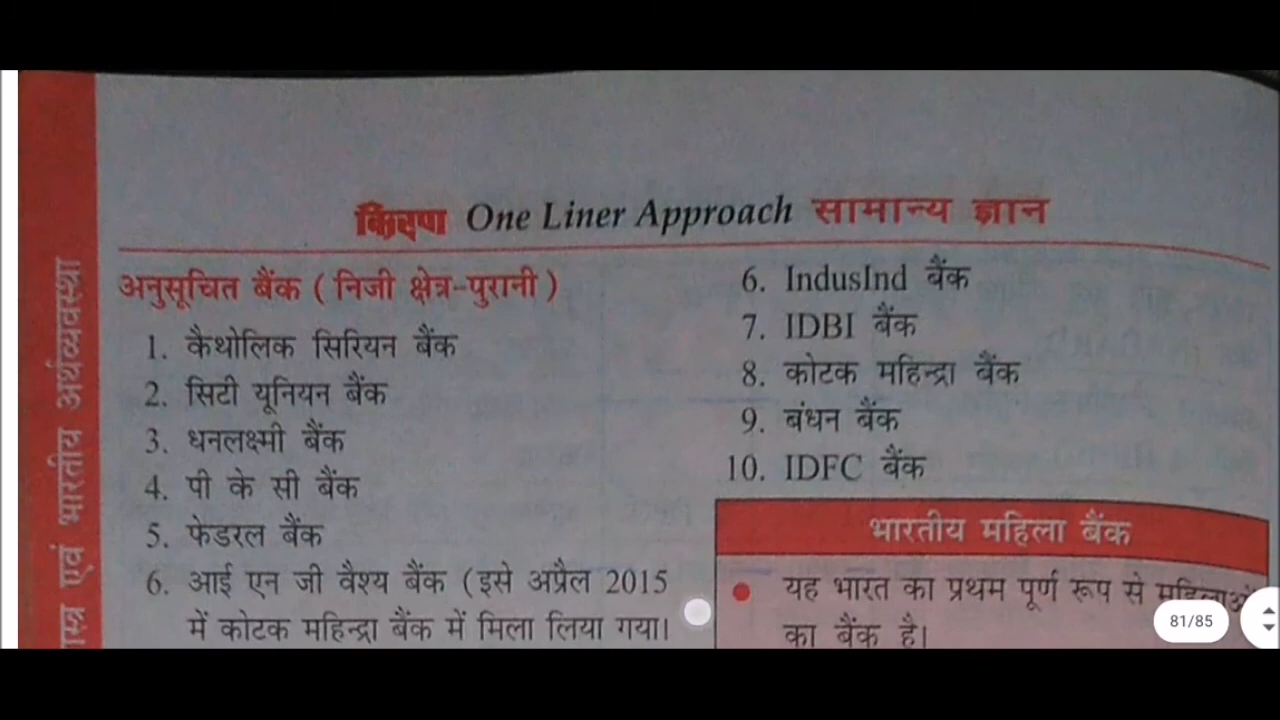 किरण One Liner Approach सामान्य ज्ञान
अनुसूचित बैंक ( निजी क्षेत्र-पुरानी )
1. कैथोलिक सिरियन बैंक
2. सिटी यूनियन बैंक
3. धनलक्ष्मी बैंक
4. पी के सी बैंक
5. फेडरल बैंक
6. आई एन जी वैश्य बैंक (इसे अप्रैल 2015
में कोटक महिन्द्रा बैंक में मिला लिया गया।
6. IndusInd बैंक
7. IDBI बैंक
8. कोटक महिन्द्रा बैंक
9. बंधन बैंक
10. IDFC बैंक
भारतीय महिला बैंक
यह भारत का प्रथम पूर्ण रूप से महिलाओं
का बैंक है।
एवं भारतीय अर्थव्यवस्था
81/85